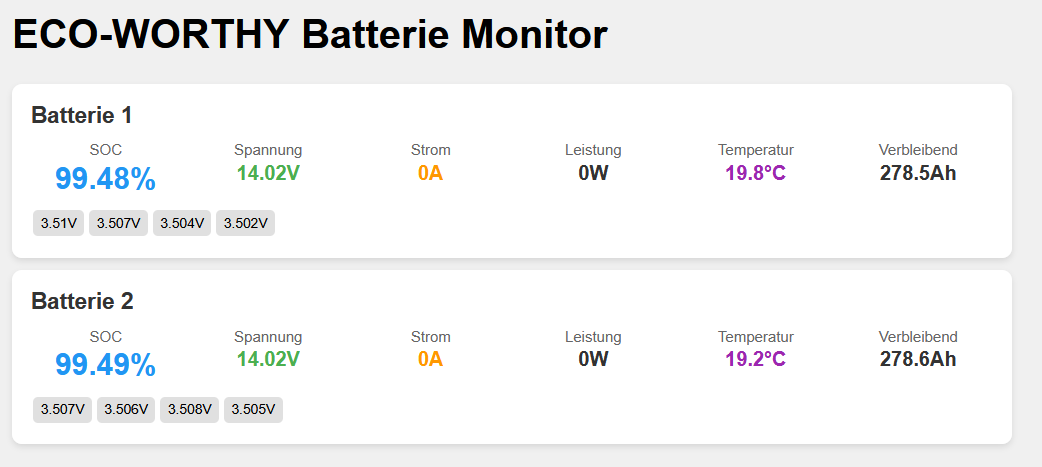 ECO-WORTHY Batterie Monitor
Batterie 1
SOC Spannung Strom Leistung Temperatur Verbleibend
99.48% 14.02V 0A 0W 19.8°C 278.5Ah
3.51V 3.507V 3.504V 3.502V
Batterie 2
SOC Spannung Strom Leistung Temperatur Verbleibend
99.49% 14.02V 0A 0W 19.2°C 278.6Ah
3.507V 3.506V 3.508V 3.505V